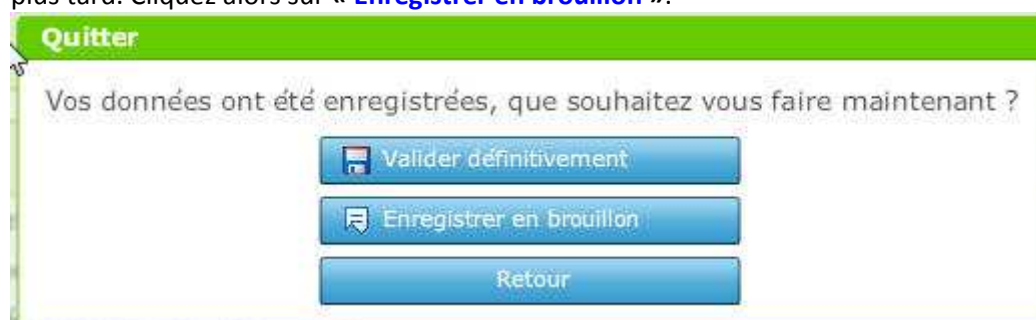 plus tard. Cliquez alors sur « Enregistrer en brouillon ».
Quitter
Vos données ont été enregistrées, que souhaitez vous faire maintenant ?
Valider définitivement
Enregistrer en brouillon
Retour